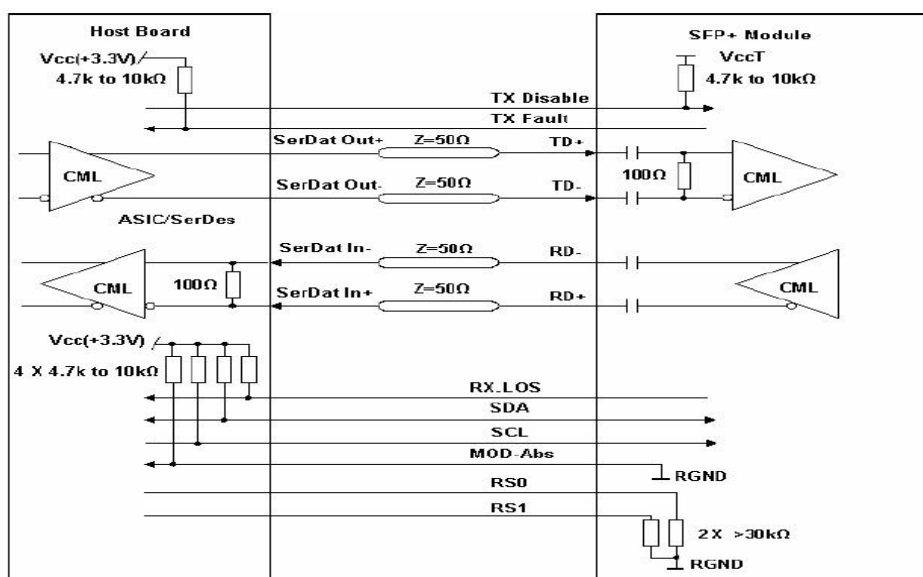 Host Board
SFP+ Module
Vcc(+3.3V)
4.7k to 10kΩ
VccT
4.7k to 10kΩ
TX Disable
TX Fault
SerDat Out+
Z=50Ω
TD+
CML
100Ω
CML
SerDat Out-
Z=50Ω
TD-
ASIC/SerDes
SerDat In-
Z=50Ω
RD-
CML
100Ω
CML
SerDat In+
Z=50Ω
RD+
Vcc(+3.3V)
4 X 4.7k to 10kΩ
RX-LOS
SDA
SCL
MOD-Abs
RGND
RS0
RS1
2X >30kΩ
RGND